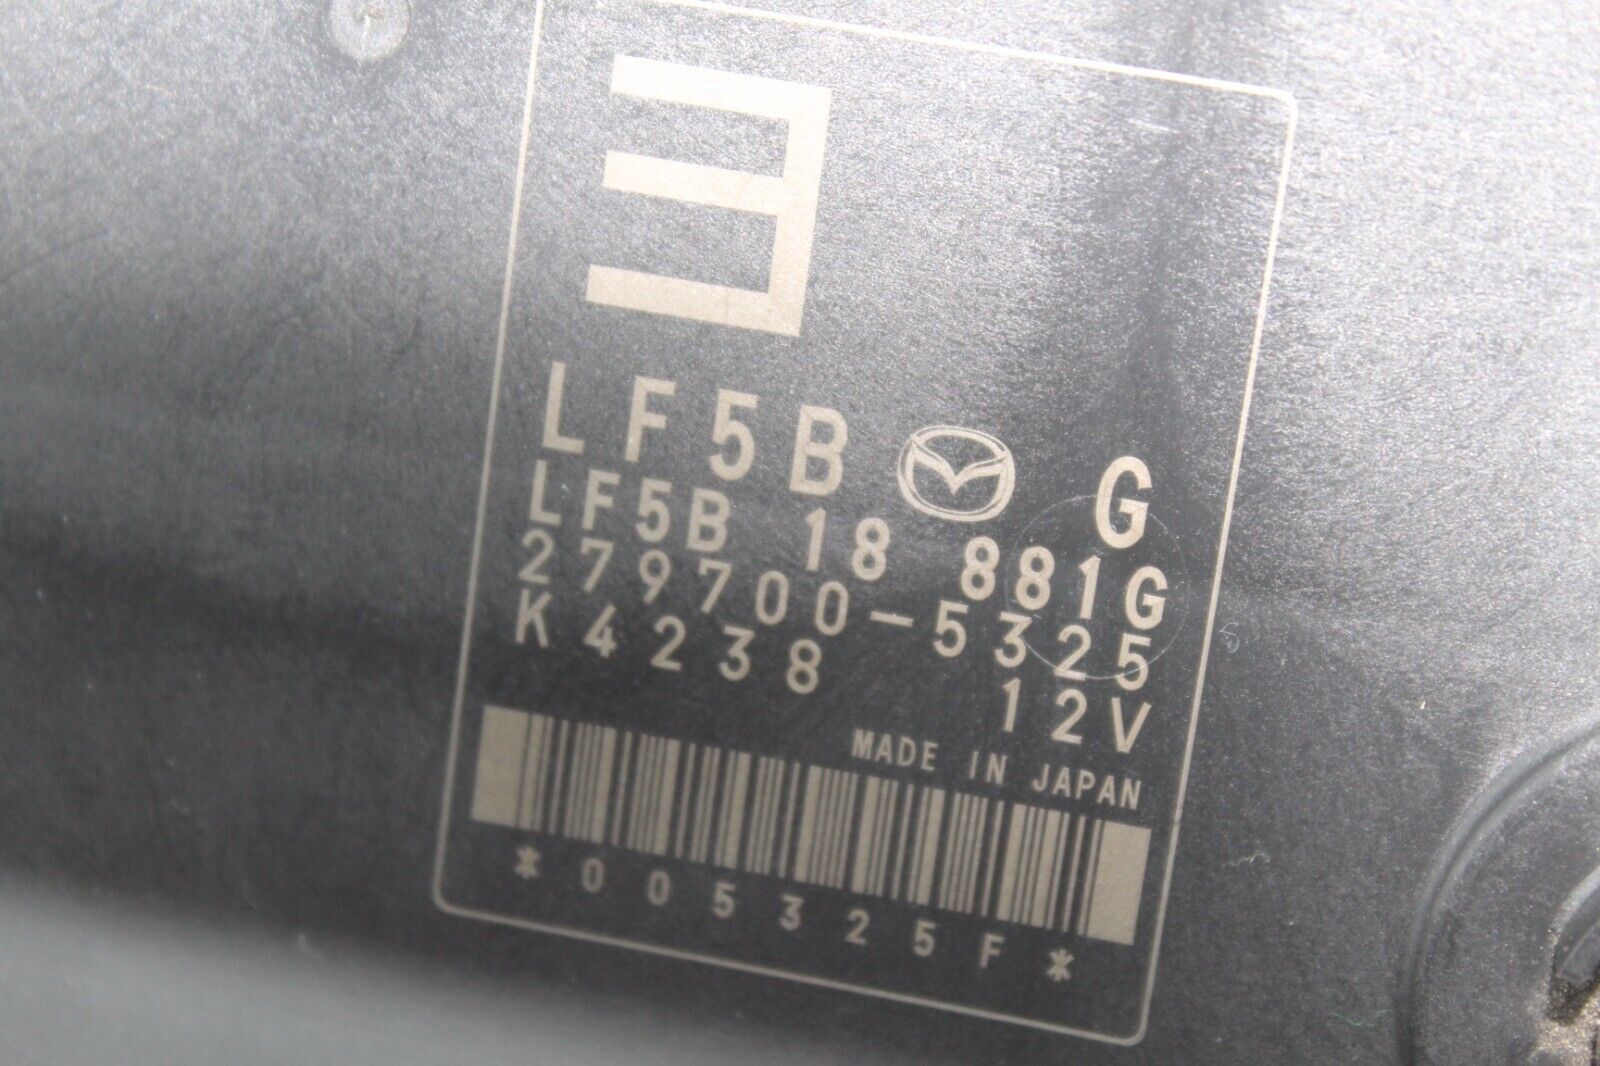 3
LF5B G
LF5B 18 881G
279700-5325
K4238 12V
MADE IN JAPAN
*005325F*